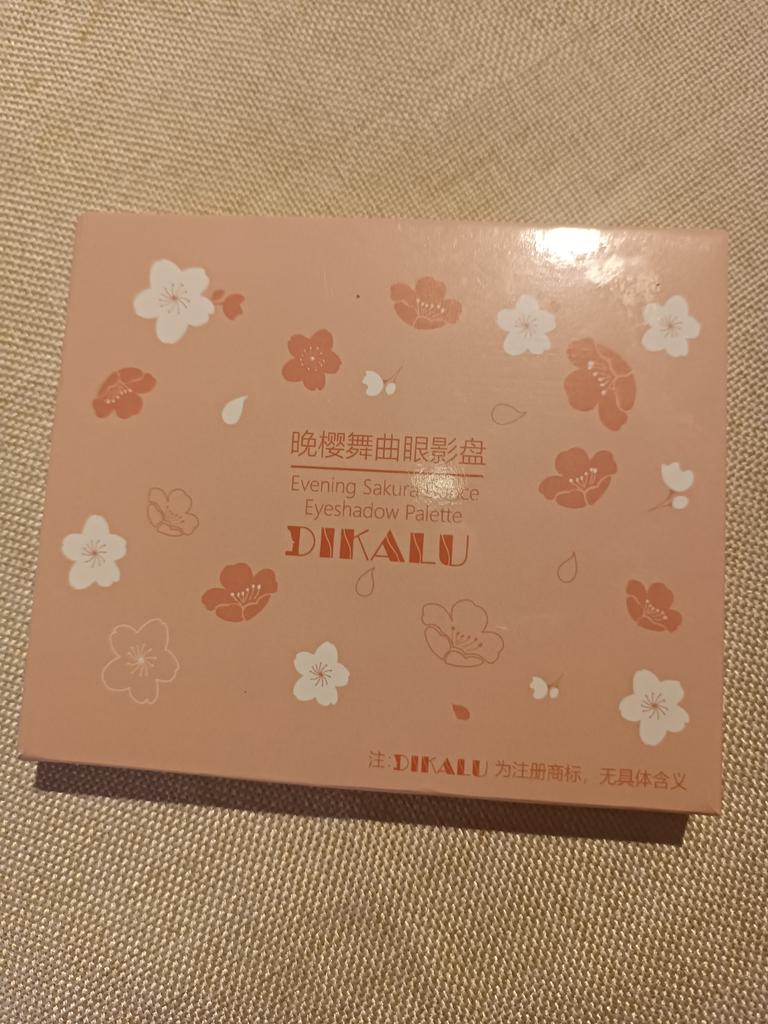 晚樱舞曲眼影盘
Evening Sakura Dance
Eyeshadow Palette
DIKALU
注:DIKALU 为注册商标，无具体含义